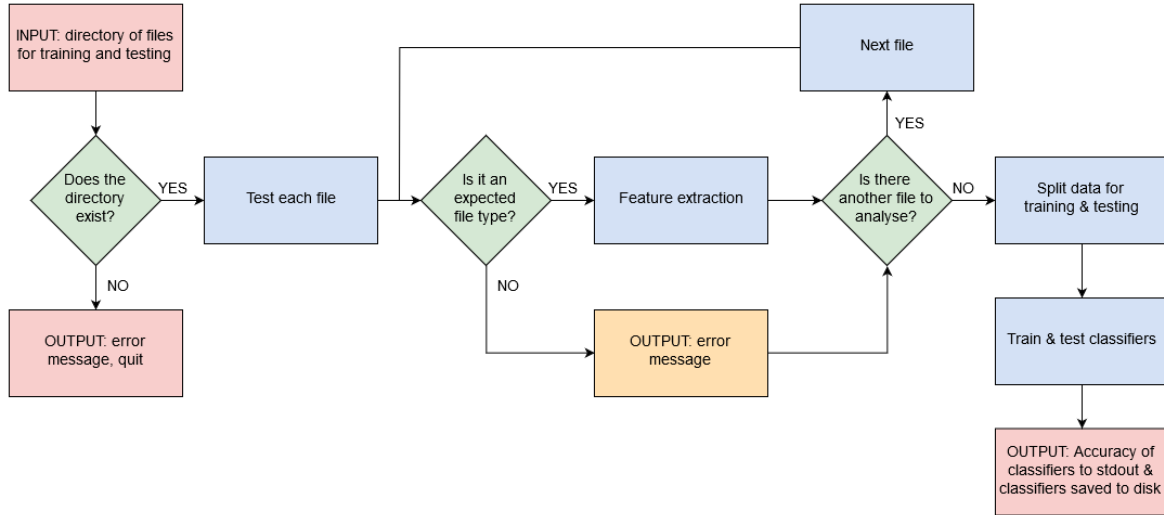 INPUT: directory of files
for training and testing
Next file
YES
Does the
directory
exist?
YES
Test each file
Is it an
expected
file type?
YES
Feature extraction
Is there
another file to
analyse?
NO
Split data for
training & testing
NO
NO
OUTPUT: error
message, quit
OUTPUT: error
message
Train & test classifiers
OUTPUT: Accuracy of
classifiers to stdout &
classifiers saved to disk